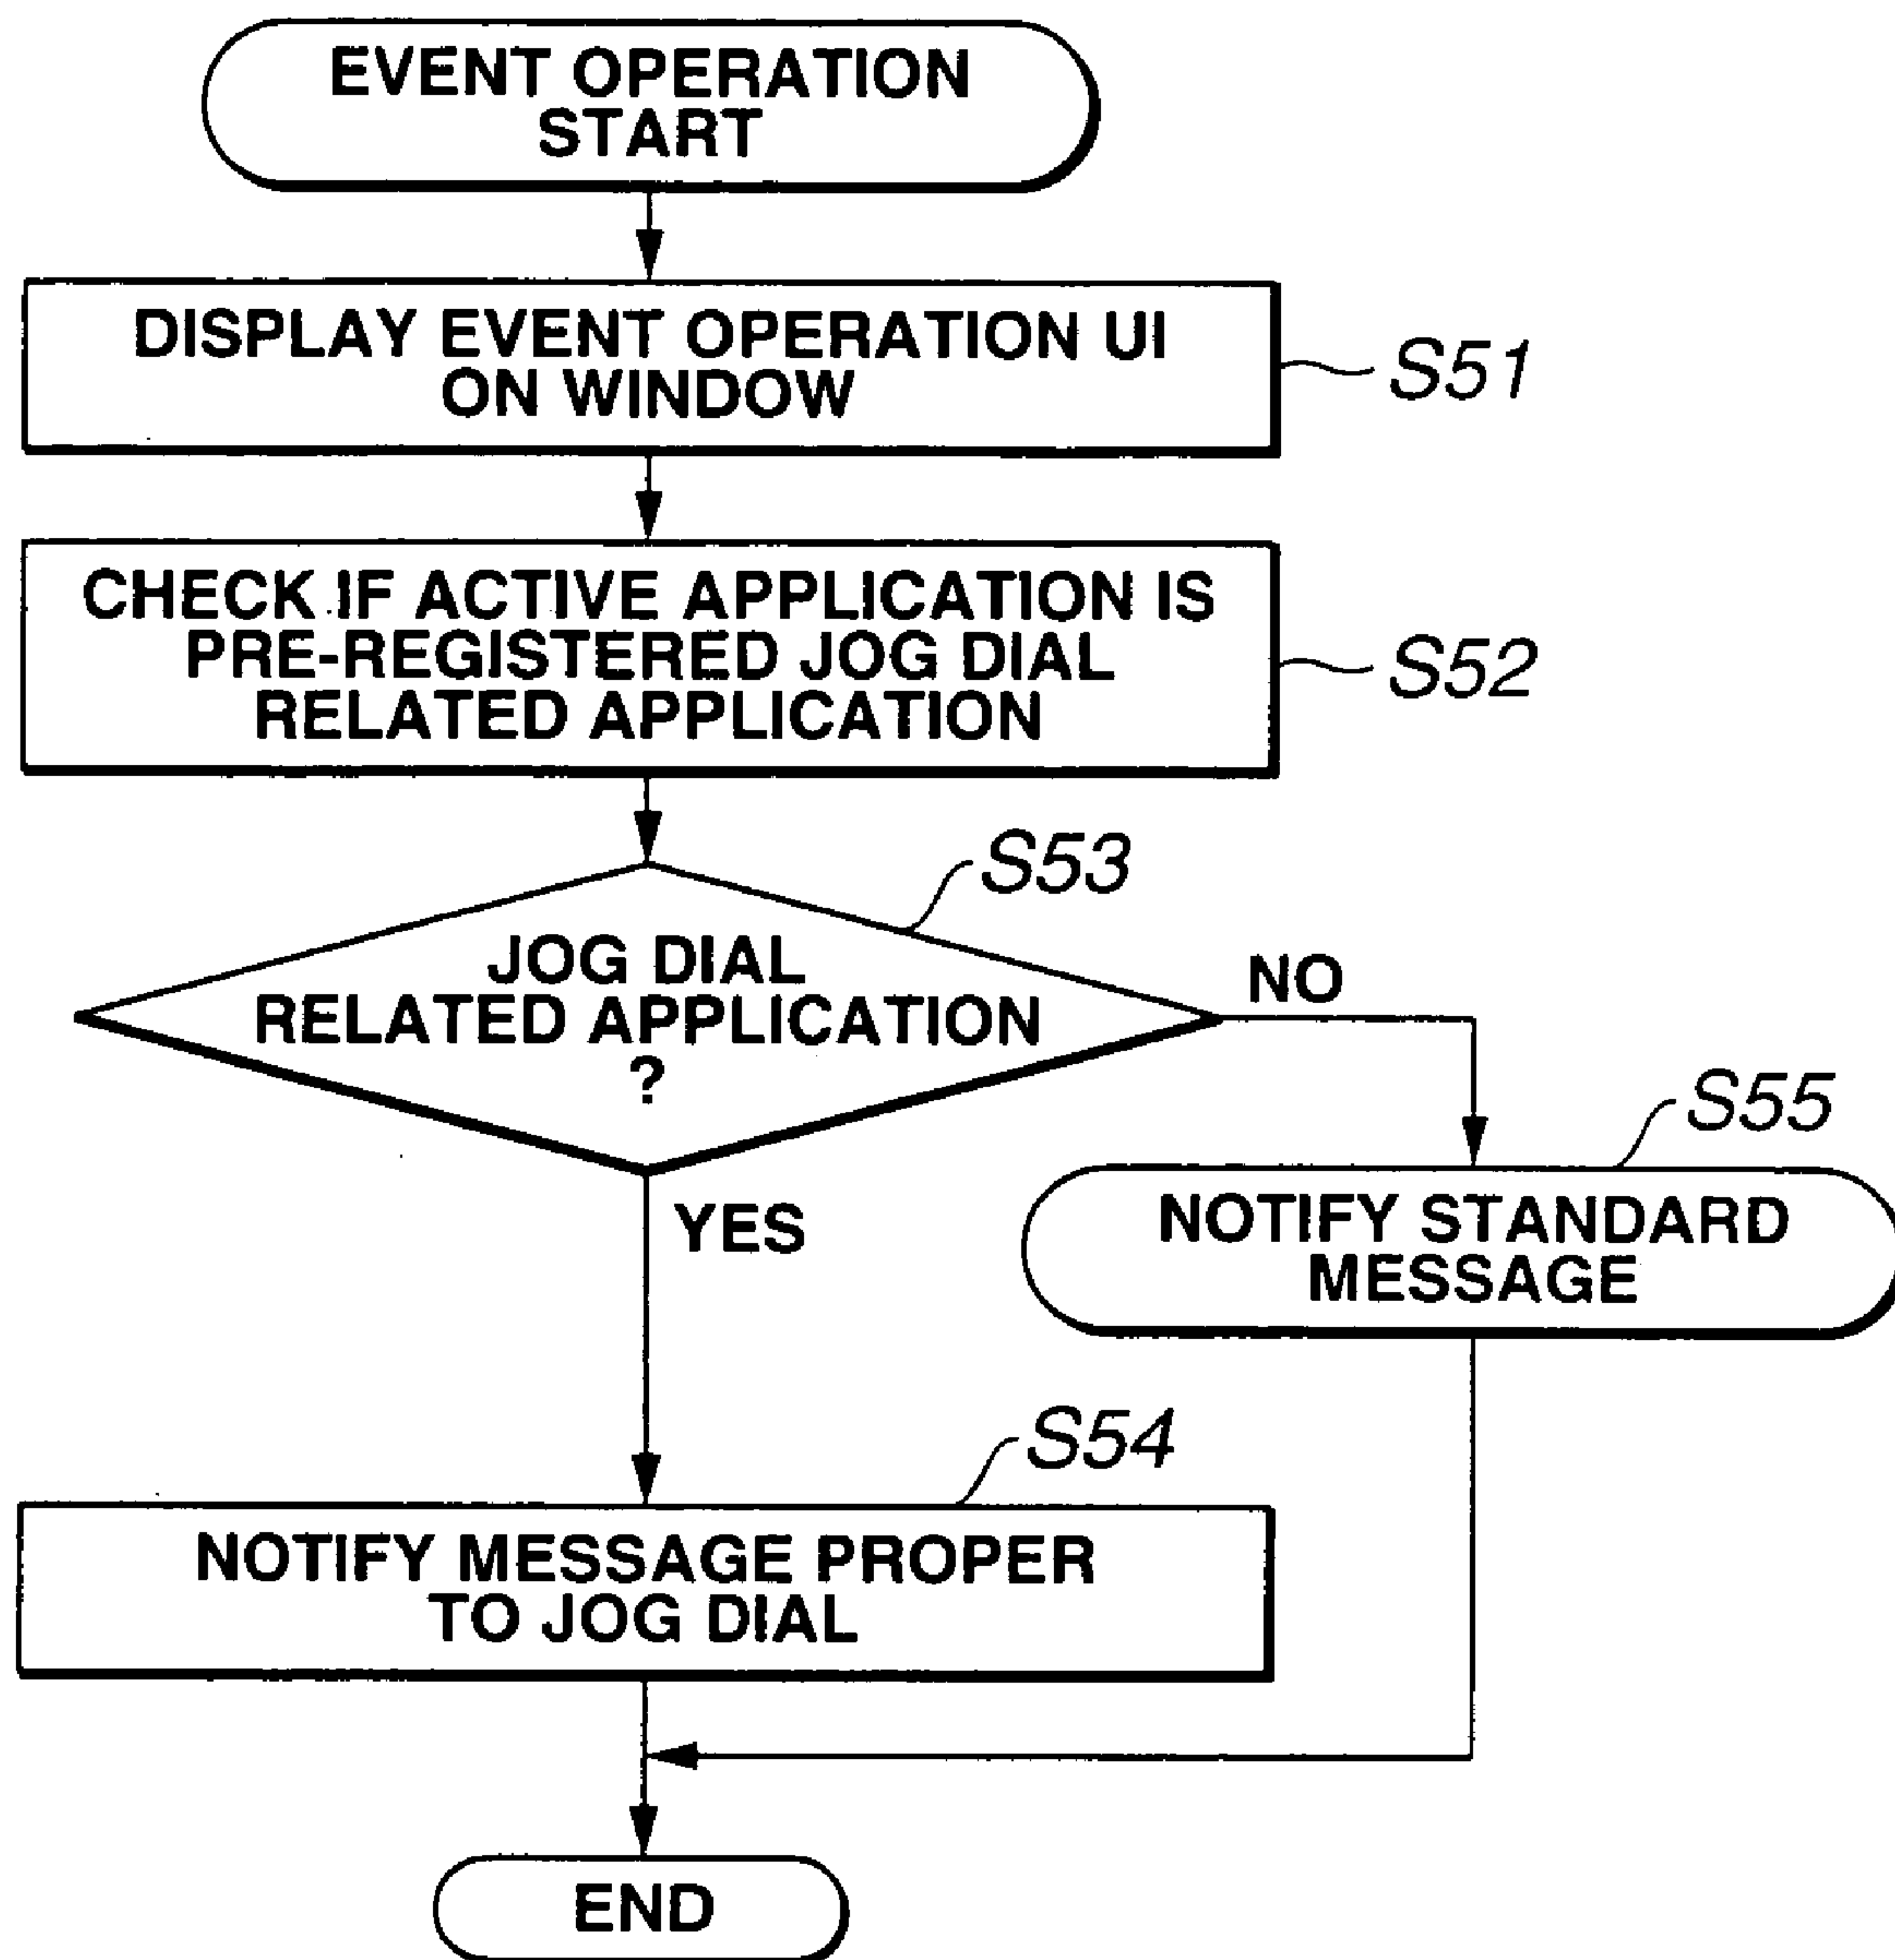 EVENT OPERATION
START
DISPLAY EVENT OPERATION UI
ON WINDOW
S51
CHECK IF ACTIVE APPLICATION IS
PRE-REGISTERED JOG DIAL
RELATED APPLICATION
S52
S53
JOG DIAL
RELATED APPLICATION
?
NO
YES
S55
NOTIFY STANDARD
MESSAGE
S54
NOTIFY MESSAGE PROPER
TO JOG DIAL
END